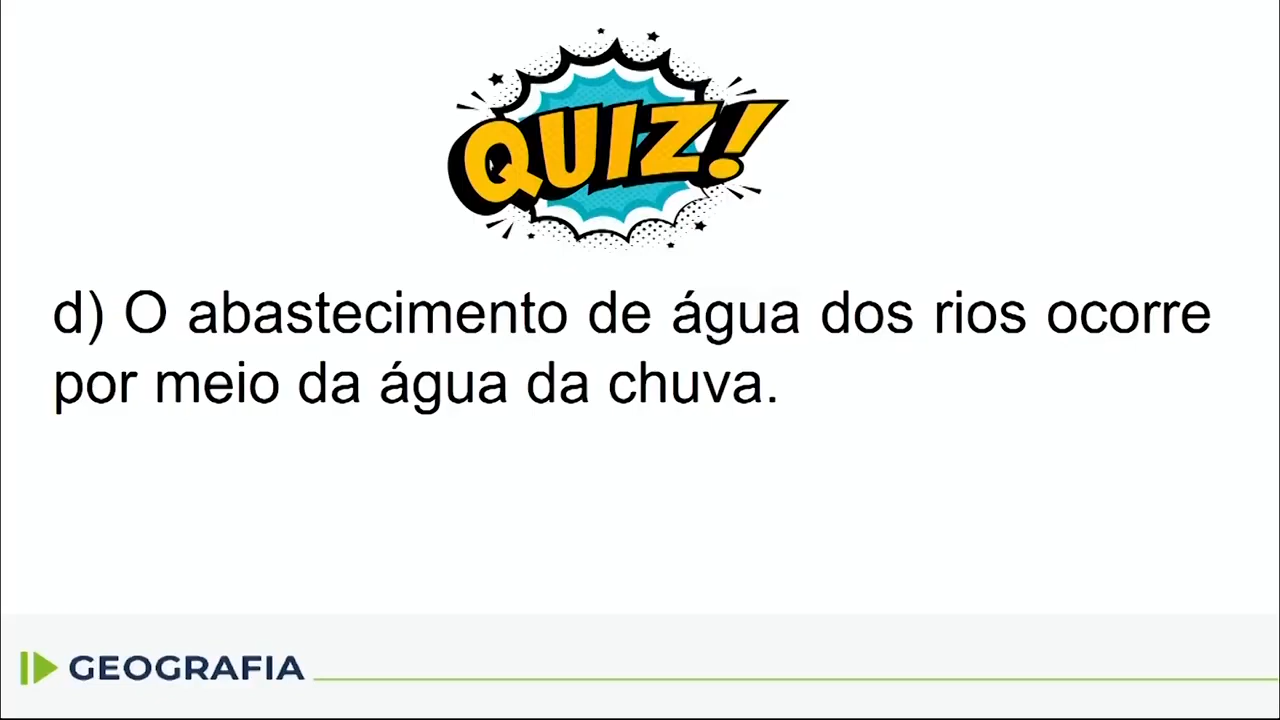 QUIZ!
d) O abastecimento de água dos rios ocorre
por meio da água da chuva.
GEOGRAFIA